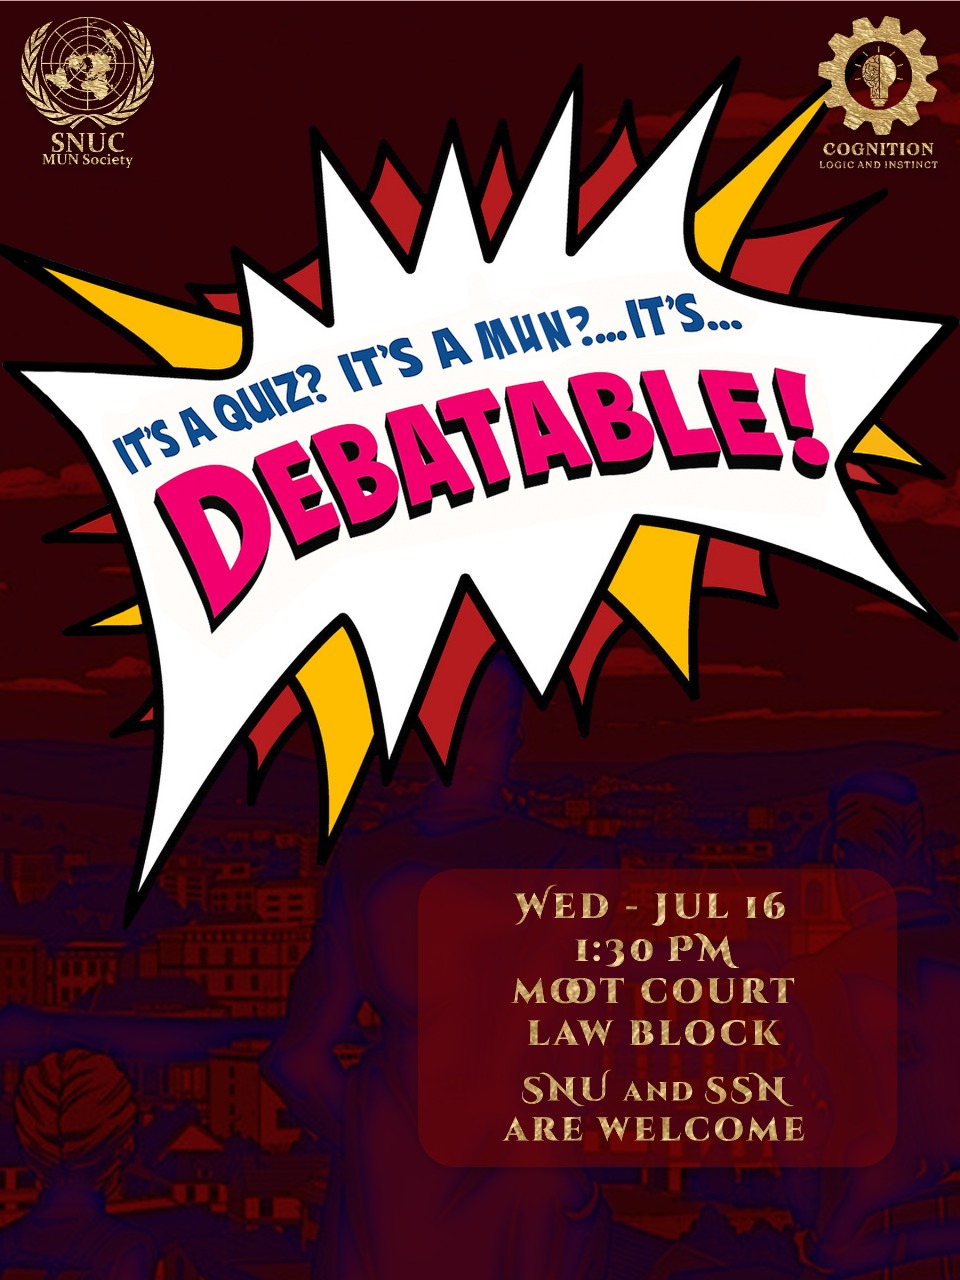 SNUC
MUN Society
COGNITION
LOGIC AND INSTINCT
IT'S A QUIZ? IT'S A MUN?...IT'S...
DEBATABLE!
WED - JUL 16
1:30 PM
MOOT COURT
LAW BLOCK
SNU AND SSN
ARE WELCOME